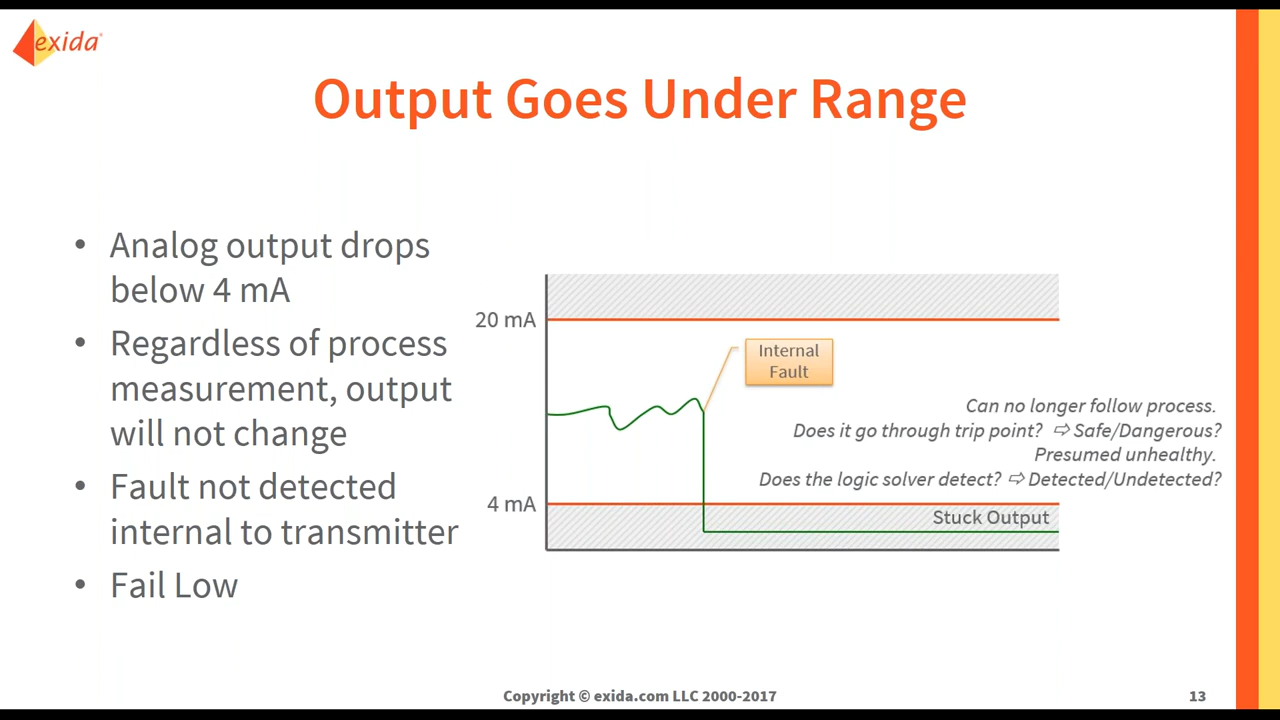 exida
Output Goes Under Range
• Analog output drops
below 4 mA
• Regardless of process
measurement, output
will not change
• Fault not detected
internal to transmitter
• Fail Low
20 mA
Internal
Fault
Can no longer follow process.
Does it go through trip point? ⇨ Safe/Dangerous?
Presumed unhealthy.
Does the logic solver detect? ⇨ Detected/Undetected?
4 mA
Stuck Output
Copyright © exida.com LLC 2000-2017
13